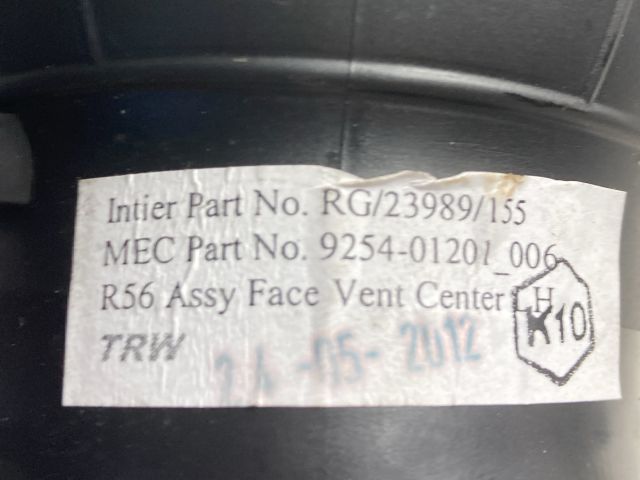 Intier Part No. RG/23989/155
MEC Part No. 9254-01201_006
R56 Assy Face Vent Center LH
K10
TRW 24-05-2012